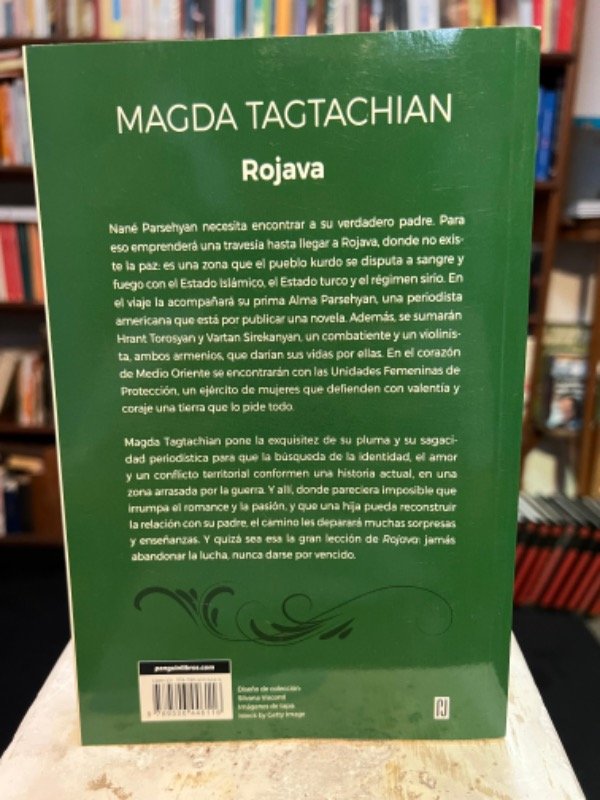 MAGDA TAGTACHIAN
Rojava
Nané Parsehyan necesita encontrar a su verdadero padre. Para
eso emprenderá una travesía hasta llegar a Rojava, donde no exis-
te la paz: es una zona que el pueblo kurdo se disputa a sangre y
fuego con el Estado Islámico, el Estado turco y el régimen sirio. En
el viaje la acompañará su prima Alma Parsehyan, una periodista
americana que está por publicar una novela. Además, se sumarán
Hrant Torosyan y Vartan Sirekanyan, un combatiente y un violinis-
ta, ambos armenios, que darían sus vidas por ellas. En el corazón
de Medio Oriente se encontrarán con las Unidades Femeninas de
Protección, un ejército de mujeres que defienden con valentía y
coraje una tierra que lo pide todo.
Magda Tagtachian pone la exquisitez de su pluma y su sagaci-
dad periodística para que la búsqueda de la identidad, el amor
y un conflicto territorial conformen una historia actual, en una
zona arrasada por la guerra. Y allí, donde pareciera imposible que
irrumpa el romance y la pasión, y que una hija pueda reconstruir
la relación con su padre, el camino les deparará muchas sorpresas
y enseñanzas. Y quizá sea esa la gran lección de Rojava: jamás
abandonar la lucha, nunca darse por vencido.
penguinlibros.com
Diseño de colección:
Silvana
Imágenes de tapa:
istock by Getty Image